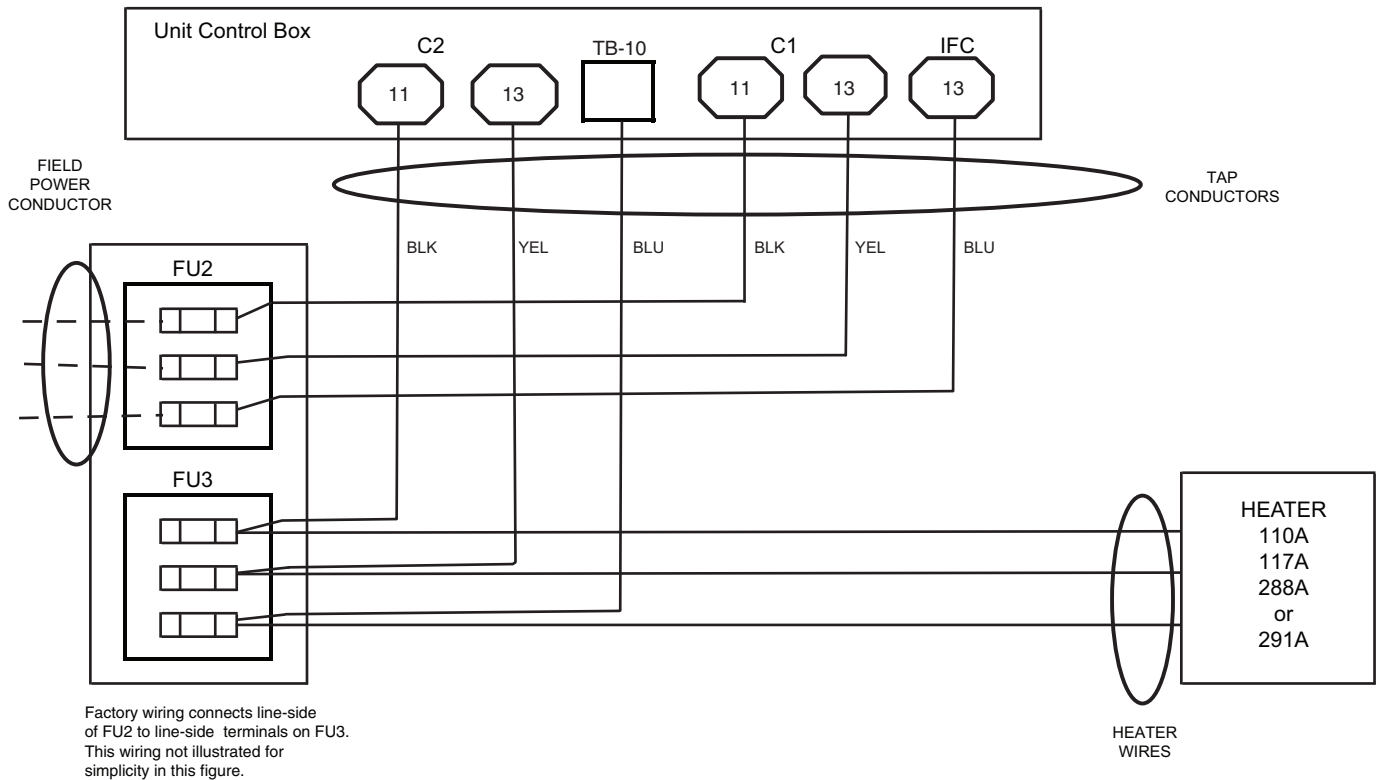 Unit Control Box
C2
TB-10
C1
IFC
11
13
11
13
13
FIELD
POWER
CONDUCTOR
TAP
CONDUCTORS
BLK
YEL
BLU
BLK
YEL
BLU
FU2
FU3
HEATER
110A
117A
288A
or
291A
Factory wiring connects line-side
of FU2 to line-side terminals on FU3.
This wiring not illustrated for
simplicity in this figure.
HEATER
WIRES